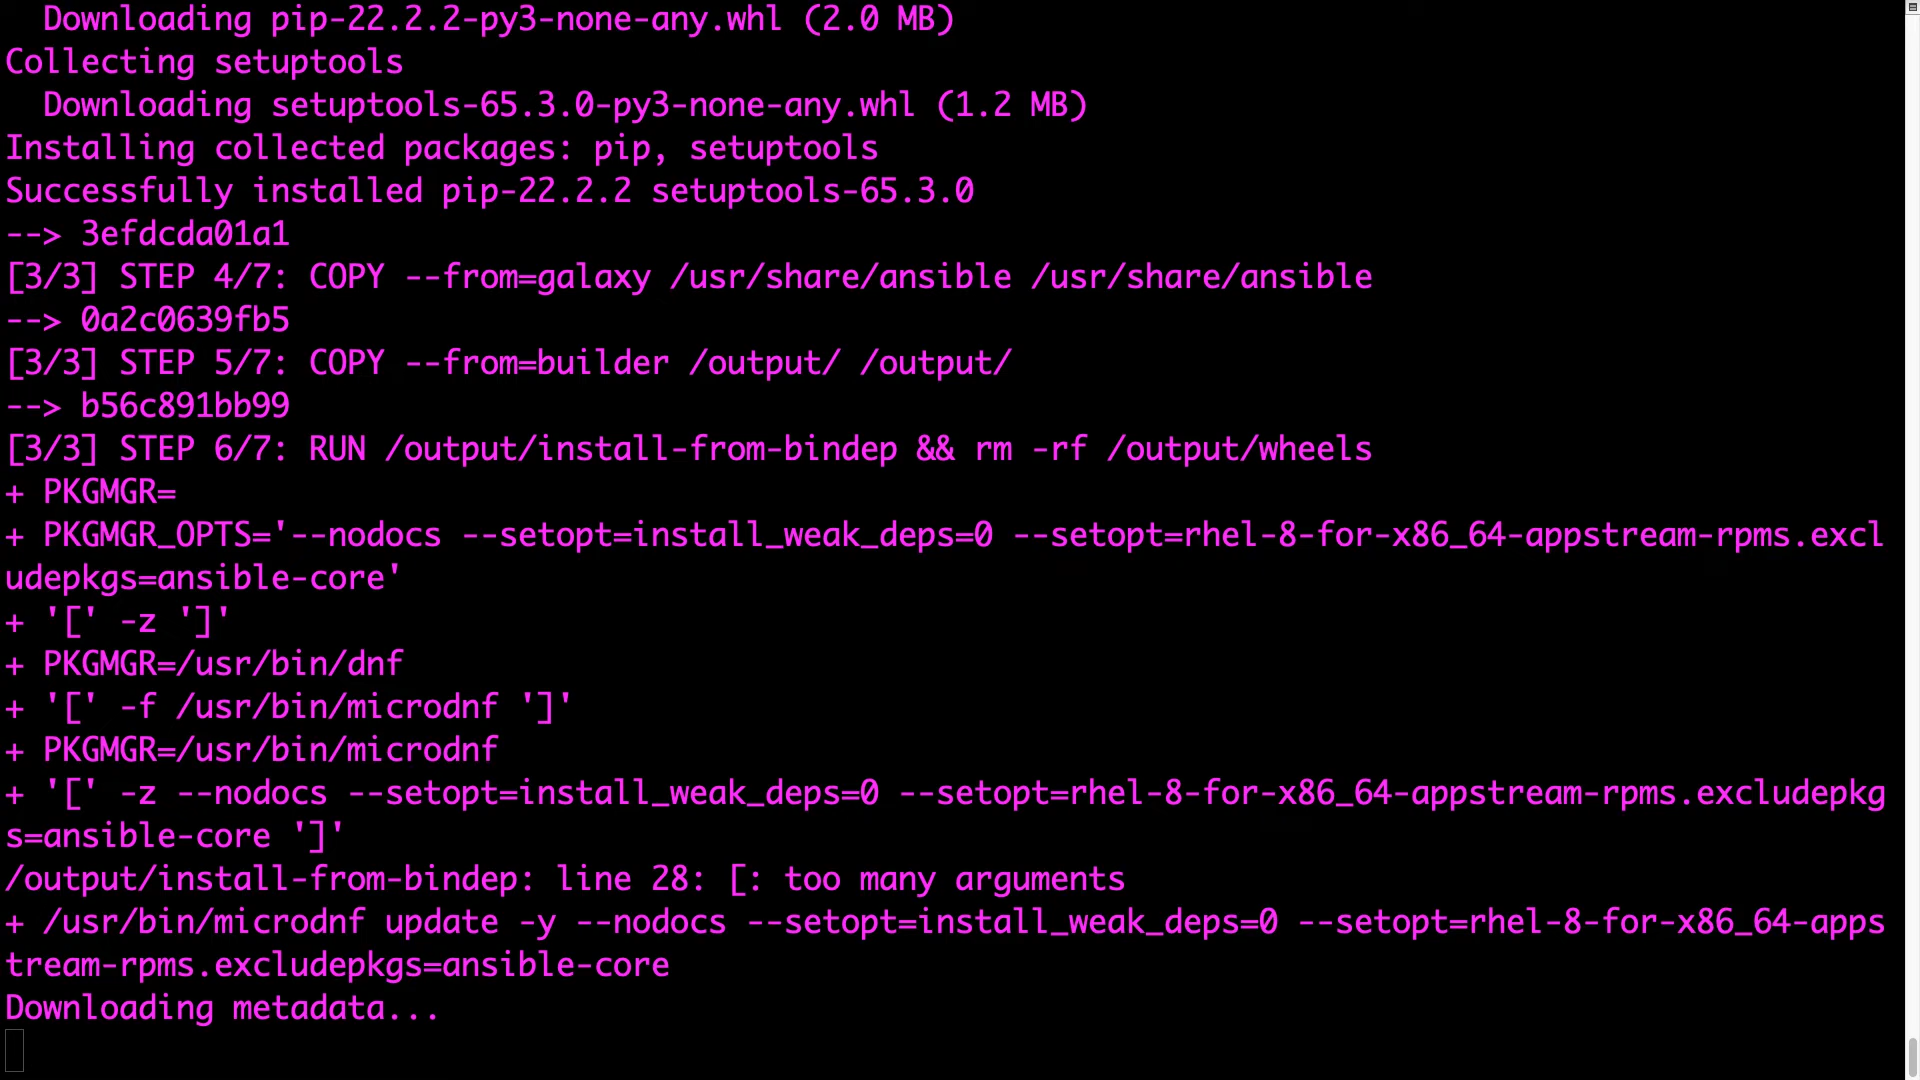 Downloading pip-22.2.2-py3-none-any.whl (2.0 MB)
Collecting setuptools
  Downloading setuptools-65.3.0-py3-none-any.whl (1.2 MB)
Installing collected packages: pip, setuptools
Successfully installed pip-22.2.2 setuptools-65.3.0
--> 3efdcda01a1
[3/3] STEP 4/7: COPY --from=galaxy /usr/share/ansible /usr/share/ansible
--> 0a2c0639fb5
[3/3] STEP 5/7: COPY --from=builder /output/ /output/
--> b56c891bb99
[3/3] STEP 6/7: RUN /output/install-from-bindep && rm -rf /output/wheels
+ PKGMGR=
+ PKGMGR_OPTS='--nodocs --setopt=install_weak_deps=0 --setopt=rhel-8-for-x86_64-appstream-rpms.excl
udepkgs=ansible-core'
+ '[' -z ']'
+ PKGMGR=/usr/bin/dnf
+ '[' -f /usr/bin/microdnf ']'
+ PKGMGR=/usr/bin/microdnf
+ '[' -z --nodocs --setopt=install_weak_deps=0 --setopt=rhel-8-for-x86_64-appstream-rpms.excludepkg
s=ansible-core ']'
/output/install-from-bindep: line 28: [: too many arguments
+ /usr/bin/microdnf update -y --nodocs --setopt=install_weak_deps=0 --setopt=rhel-8-for-x86_64-apps
tream-rpms.excludepkgs=ansible-core
Downloading metadata...